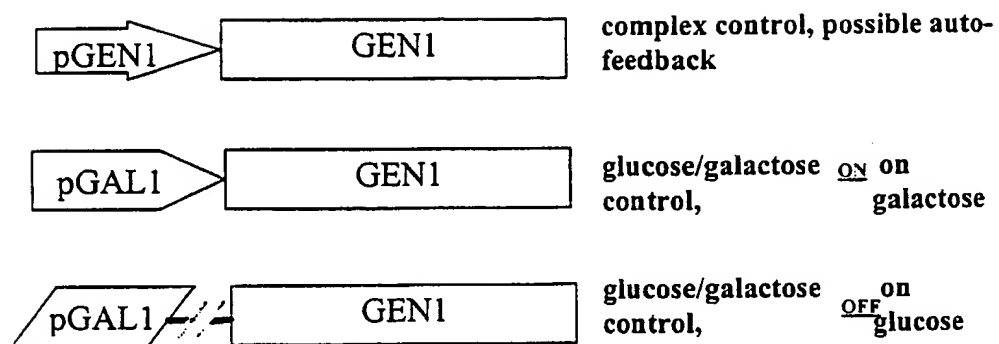 pGEN1 GEN1 complex control, possible auto-
feedback
pGAL1 GEN1 glucose/galactose ON on
control, galactose
pGAL1 GEN1 glucose/galactose OFF on
control, glucose